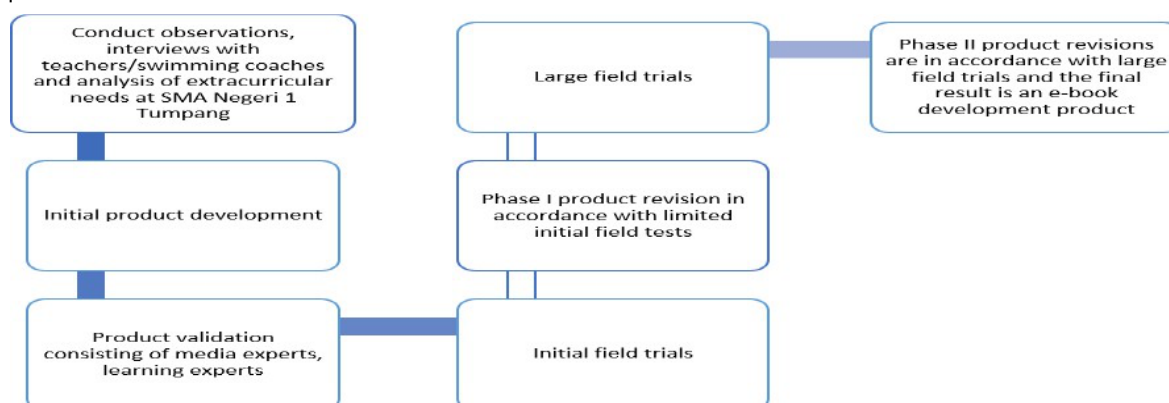 Conduct observations,
interviews with
teachers/swimming coaches
and analysis of extracurricular
needs at SMA Negeri 1
Tumpang
Initial product development
Product validation
consisting of media experts,
learning experts
Initial field trials
Phase I product revision in
accordance with limited
initial field tests
Large field trials
Phase II product revisions
are in accordance with large
field trials and the final
result is an e-book
development product